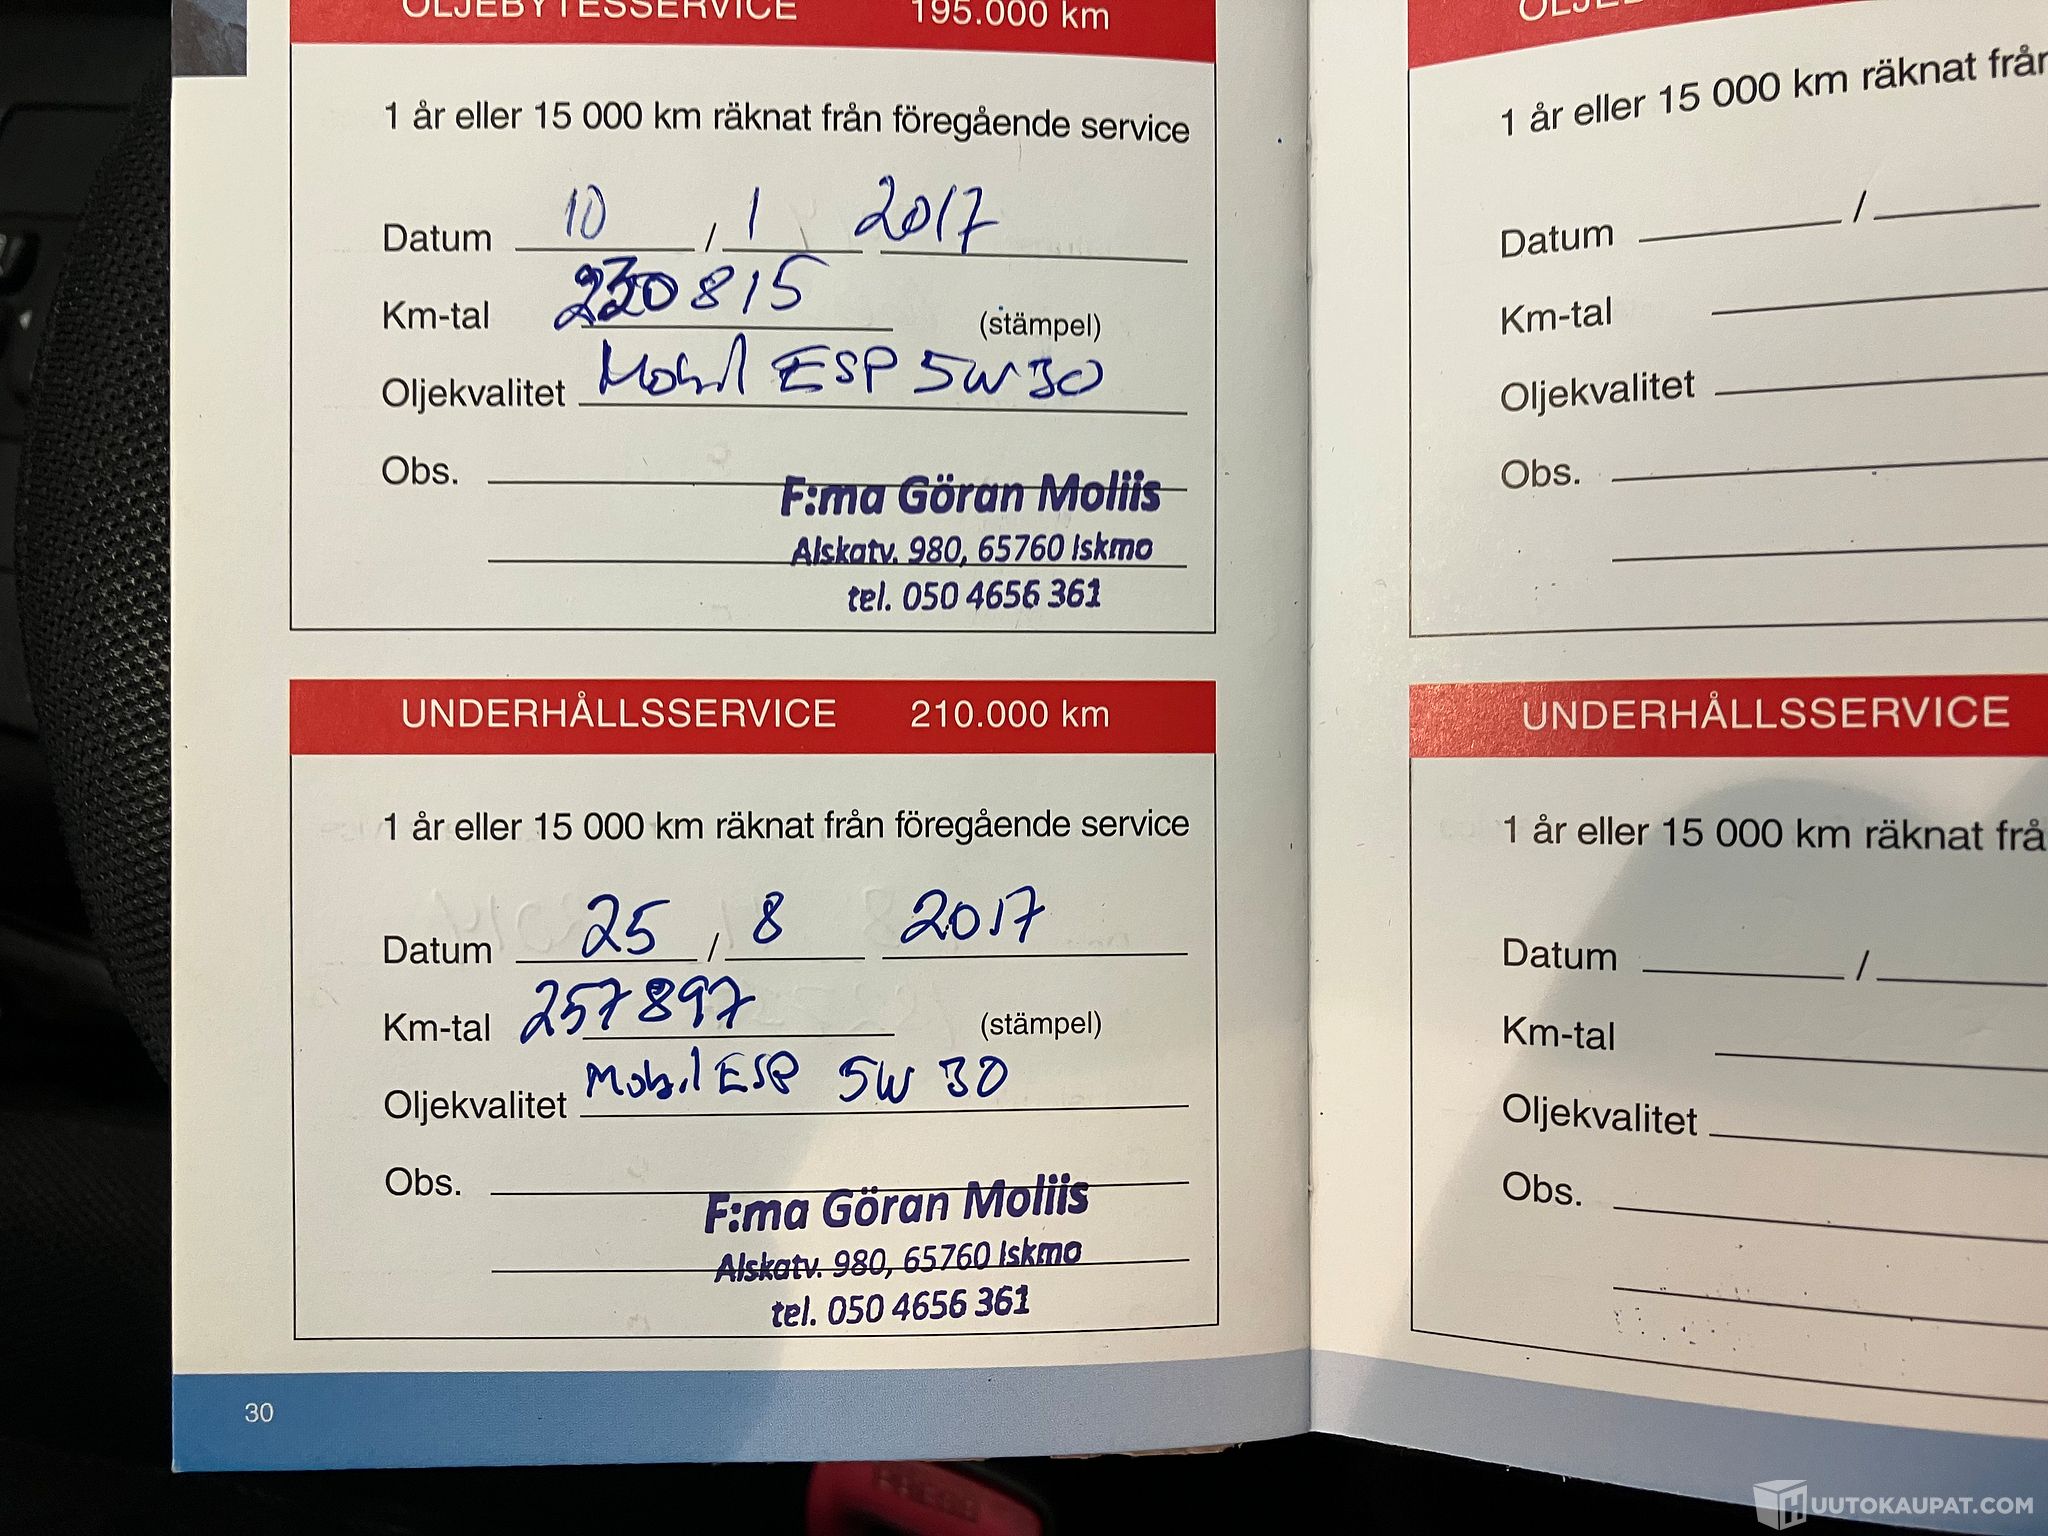 OLJEBYTESSERVICE 195.000 km
1 år eller 15 000 km räknat från föregående service
Datum 10 / 1 2017
Km-tal 230815 (stämpel)
Oljekvalitet Mobil ESP 5W30
Obs.
F:ma Göran Moliis
Alskatv. 980, 65760 Iskmo
tel. 050 4656 361
UNDERHÅLLSSERVICE 210.000 km
1 år eller 15 000 km räknat från föregående service
Datum 25 / 8 2017
Km-tal 257897 (stämpel)
Oljekvalitet Mobil ESP 5W 30
Obs.
F:ma Göran Moliis
Alskatv. 980, 65760 Iskmo
tel. 050 4656 361
30
1 år eller 15 000 km räknat från
Datum /
Km-tal
Oljekvalitet
Obs.
UNDERHÅLLSSERVICE
1 år eller 15 000 km räknat frå
Datum /
Km-tal
Oljekvalitet
Obs.
HUUTOKAUPAT.COM